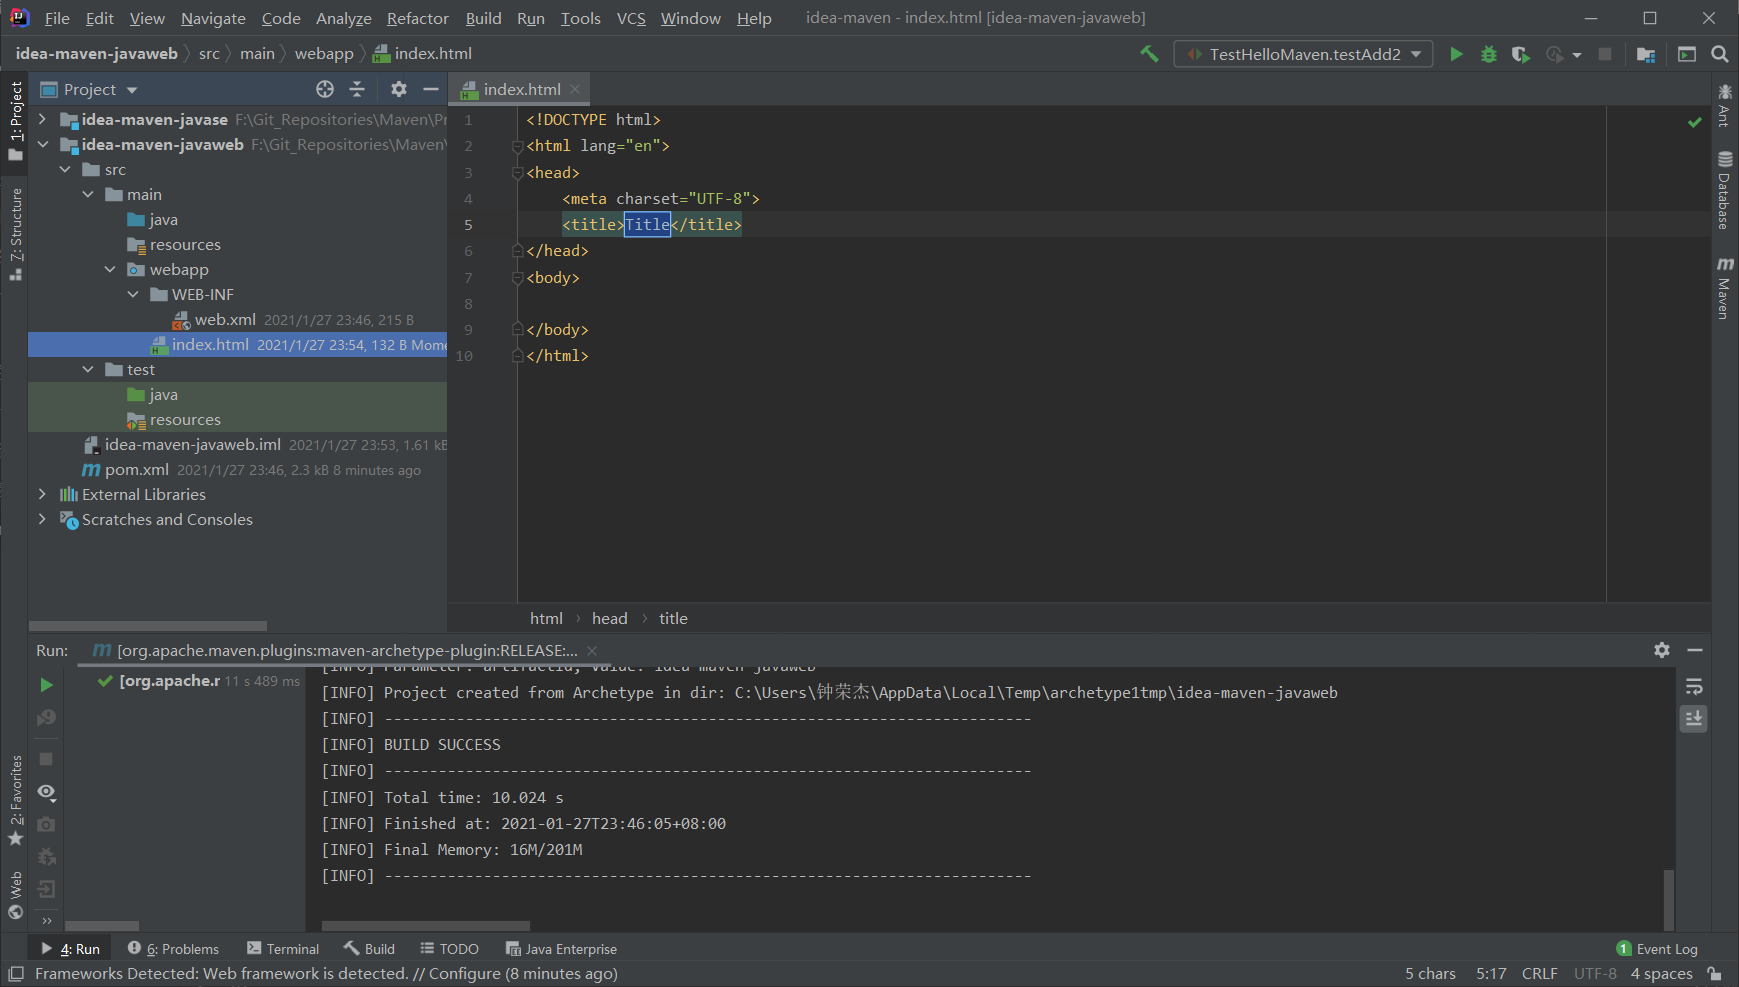 File Edit View Navigate Code Analyze Refactor Build Run Tools VCS Window Help idea-maven - index.html [idea-maven-javaweb]
idea-maven-javaweb src main webapp index.html TestHelloMaven.testAdd2
Project
index.html
1: Project
7: Structure
2: Favorites
Web
idea-maven-javase F:\Git_Repositories\Maven\Pr
idea-maven-javaweb F:\Git_Repositories\Maven\
src
main
java
resources
webapp
WEB-INF
web.xml 2021/1/27 23:46, 215 B
index.html 2021/1/27 23:54, 132 B Mome
test
java
resources
idea-maven-javaweb.iml 2021/1/27 23:53, 1.61 kB
pom.xml 2021/1/27 23:46, 2.3 kB 8 minutes ago
External Libraries
Scratches and Consoles
1 <!DOCTYPE html>
2 <html lang="en">
3 <head>
4 <meta charset="UTF-8">
5 <title>Title</title>
6 </head>
7 <body>
8
9 </body>
10 </html>
html head title
Ant
Database
Maven
Run: [org.apache.maven.plugins:maven-archetype-plugin:RELEASE:...
[org.apache.r 11 s 489 ms
[INFO] Parameter: artifactId, Value: idea-maven-javaweb
[INFO] Project created from Archetype in dir: C:\Users\钟荣杰\AppData\Local\Temp\archetype1tmp\idea-maven-javaweb
[INFO] ------------------------------------------------------------------------
[INFO] BUILD SUCCESS
[INFO] ------------------------------------------------------------------------
[INFO] Total time: 10.024 s
[INFO] Finished at: 2021-01-27T23:46:05+08:00
[INFO] Final Memory: 16M/201M
[INFO] ------------------------------------------------------------------------
4: Run 6: Problems Terminal Build TODO Java Enterprise 1 Event Log
Frameworks Detected: Web framework is detected. // Configure (8 minutes ago) 5 chars 5:17 CRLF UTF-8 4 spaces